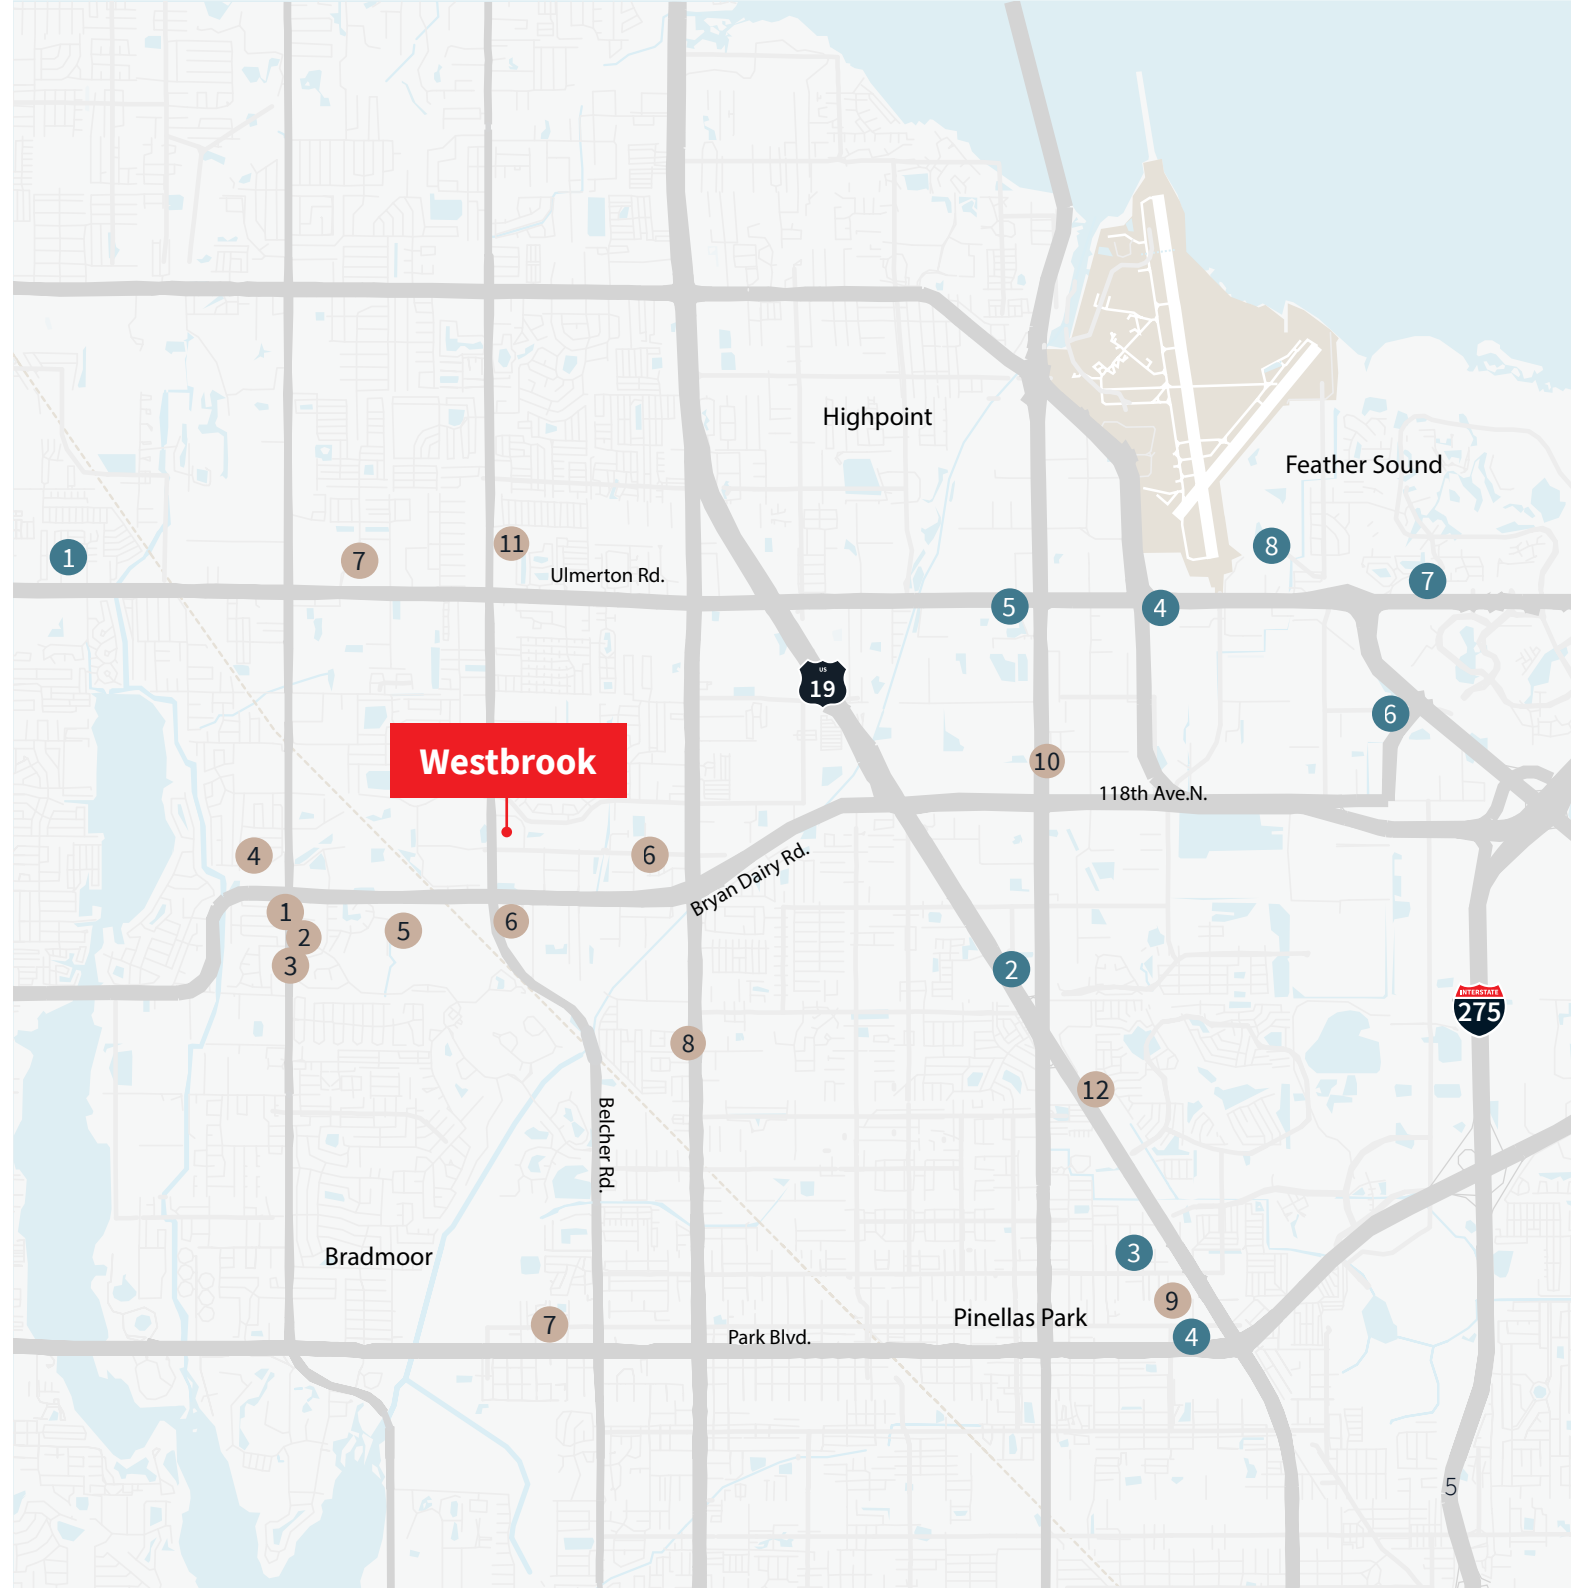 Highpoint
Feather Sound
11
1
7
8
Ulmerton Rd.
7
5
4
US
19
6
Westbrook
10
118th Ave.N.
4
6
Bryan Dairy Rd.
1
6
5
2
3
2
INTERSTATE
275
8
12
Belcher Rd.
3
Bradmoor
9
Pinellas Park
7
Park Blvd.
4
5